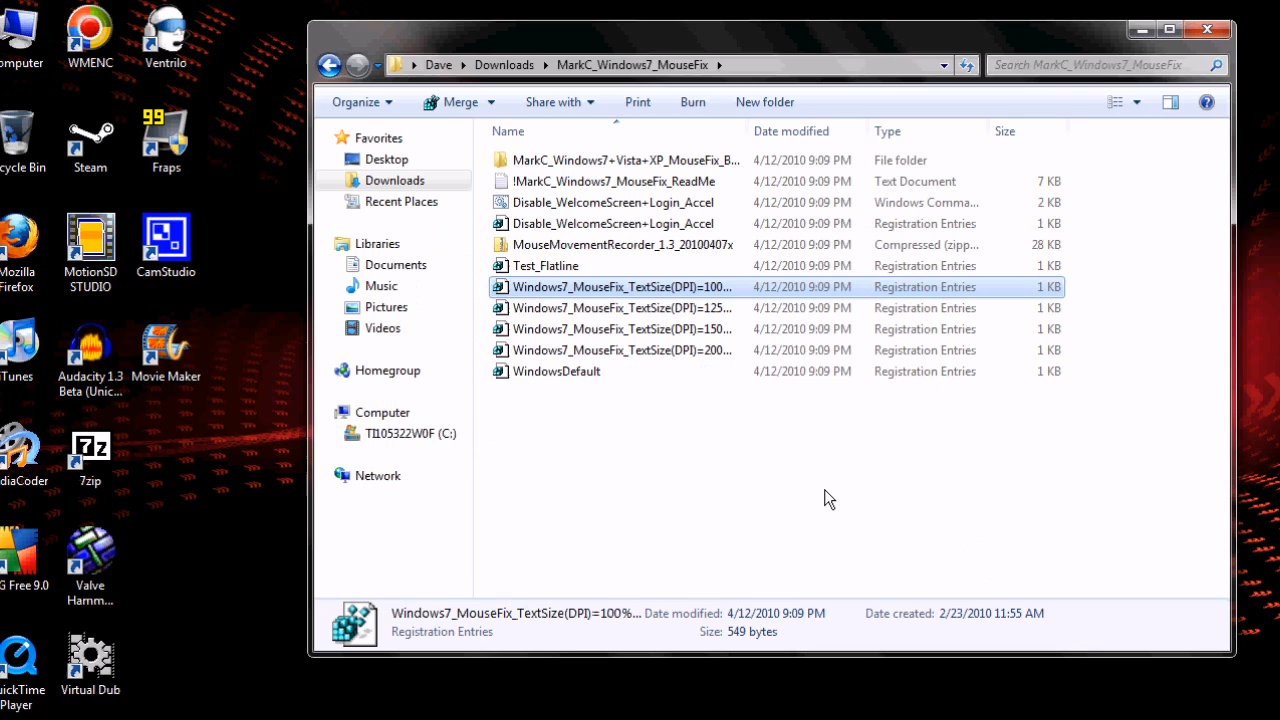 omputer
WMENC
Ventrilo
cycle Bin
Steam
99
Fraps
Mozilla
Firefox
MotionSD
STUDIO
CamStudio
iTunes
Audacity 1.3
Beta (Unic...
Movie Maker
ediaCoder
7z
7zip
G Free 9.0
Valve
Hamm...
uickTime
Player
Virtual Dub
Dave
Downloads
MarkC_Windows7_MouseFix
Search MarkC_Windows7_MouseFix
Organize
Merge
Share with
Print
Burn
New folder
Favorites
Desktop
Downloads
Recent Places
Libraries
Documents
Music
Pictures
Videos
Homegroup
Computer
TI105322W0F (C:)
Network
Name Date modified Type Size
MarkC_Windows7+Vista+XP_MouseFix_B... 4/12/2010 9:09 PM File folder
!MarkC_Windows7_MouseFix_ReadMe 4/12/2010 9:09 PM Text Document 7 KB
Disable_WelcomeScreen+Login_Accel 4/12/2010 9:09 PM Windows Comma... 2 KB
Disable_WelcomeScreen+Login_Accel 4/12/2010 9:09 PM Registration Entries 1 KB
MouseMovementRecorder_1.3_20100407x 4/12/2010 9:09 PM Compressed (zipp... 28 KB
Test_Flatline 4/12/2010 9:09 PM Registration Entries 1 KB
Windows7_MouseFix_TextSize(DPI)=100... 4/12/2010 9:09 PM Registration Entries 1 KB
Windows7_MouseFix_TextSize(DPI)=125... 4/12/2010 9:09 PM Registration Entries 1 KB
Windows7_MouseFix_TextSize(DPI)=150... 4/12/2010 9:09 PM Registration Entries 1 KB
Windows7_MouseFix_TextSize(DPI)=200... 4/12/2010 9:09 PM Registration Entries 1 KB
WindowsDefault 4/12/2010 9:09 PM Registration Entries 1 KB
Windows7_MouseFix_TextSize(DPI)=100%... Date modified: 4/12/2010 9:09 PM Date created: 2/23/2010 11:55 AM
Registration Entries Size: 549 bytes